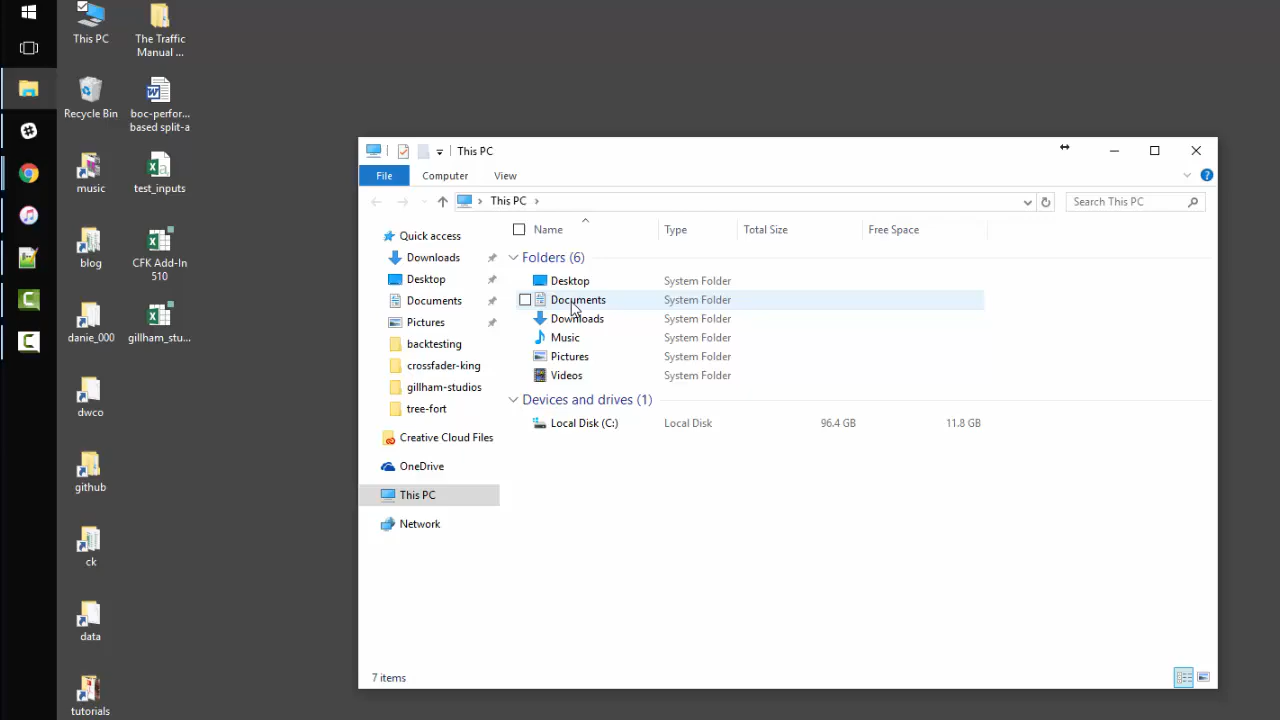 This PC
The Traffic
Manual ...
Recycle Bin
boc-perfor...
based split-a
music
test_inputs
blog
CFK Add-In
510
danie_000
gillham_stu...
dwco
github
ck
data
tutorials
This PC
File
Computer
View
This PC
Search This PC
Quick access
Downloads
Desktop
Documents
Pictures
backtesting
crossfader-king
gillham-studios
tree-fort
Creative Cloud Files
OneDrive
This PC
Network
Name Type Total Size Free Space
Folders (6)
Desktop System Folder
Documents System Folder
Downloads System Folder
Music System Folder
Pictures System Folder
Videos System Folder
Devices and drives (1)
Local Disk (C:) Local Disk 96.4 GB 11.8 GB
7 items